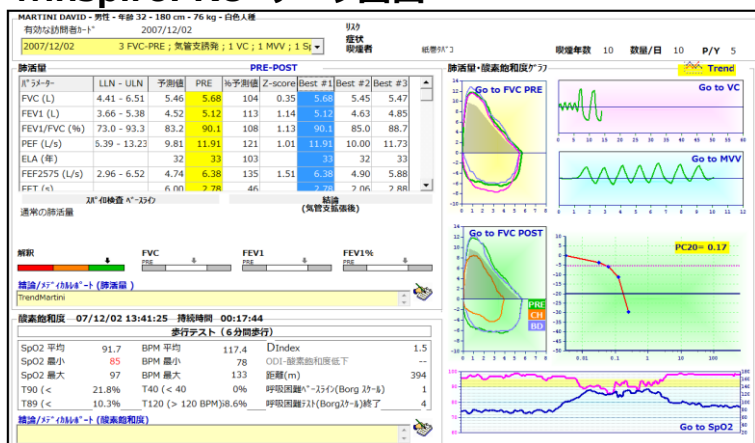 MARTINI DAVID - 男性 - 年齢 32 - 180 cm - 76 kg - 白色人種
有効な訪問者ｶｰﾄﾞ 2007/12/02
2007/12/02 3 FVC-PRE ; 気管支誘発 ; 1 VC ; 1 MVV ; 1 Sp
リスク
症状
喫煙者 紙巻ﾀﾊﾞｺ 喫煙年数 10 数量/日 10 P/Y 5
肺活量 PRE-POST
ﾊﾟﾗﾒｰﾀｰ LLN - ULN 予測値 PRE %予測値 Z-score Best #1 Best #2 Best #3
FVC (L) 4.41 - 6.51 5.46 5.68 104 0.35 5.68 5.45 5.47
FEV1 (L) 3.66 - 5.38 4.52 5.12 113 1.14 5.12 4.63 4.85
FEV1/FVC (%) 73.0 - 93.3 83.2 90.1 108 1.13 90.1 85.0 88.7
PEF (L/s) 5.39 - 13.23 9.81 11.91 121 1.01 11.91 10.00 11.73
ELA (年) 32 33 103 33 32 33
FEF2575 (L/s) 2.96 - 6.52 4.74 6.38 135 1.51 6.38 4.90 5.88
FET (s) 6.00 2.78 46 2.78 2.06 2.88
ｽﾊﾟｲﾛ検査 ﾍﾞｰｽﾗｲﾝ 結論
(気管支拡張後)
通常の肺活量
解釈 FVC FEV1 FEV1%
PRE PRE PRE
結論/ﾒﾃﾞｨｶﾙﾚﾎﾟｰﾄ (肺活量 )
TrendMartini
酸素飽和度 07/12/02 13:41:25 持続時間 00:17:44
歩行テスト（６分間歩行）
SpO2 平均 91.7 BPM 平均 117.4 DIndex 1.5
SpO2 最小 85 BPM 最小 78 ODI-酸素飽和度低下 --
SpO2 最大 97 BPM 最大 133 距離(m) 394
T90 (< 21.8% T40 (< 40 0% 呼吸困難ﾍﾞｰｽﾗｲﾝ(Borg ｽｹｰﾙ) 1
T89 (< 10.3% T120 (> 120 BPM)58.6% 呼吸困難ﾃｽﾄ(Borgｽｹｰﾙ)終了 4
結論/ﾒﾃﾞｨｶﾙﾚﾎﾟｰﾄ (酸素飽和度)
肺活量・酸素飽和度ｸﾞﾗﾌ Trend
Go to FVC PRE
Go to VC
Go to MVV
Go to FVC POST
PRE
CH
BD
PC20= 0.17
Go to SpO2